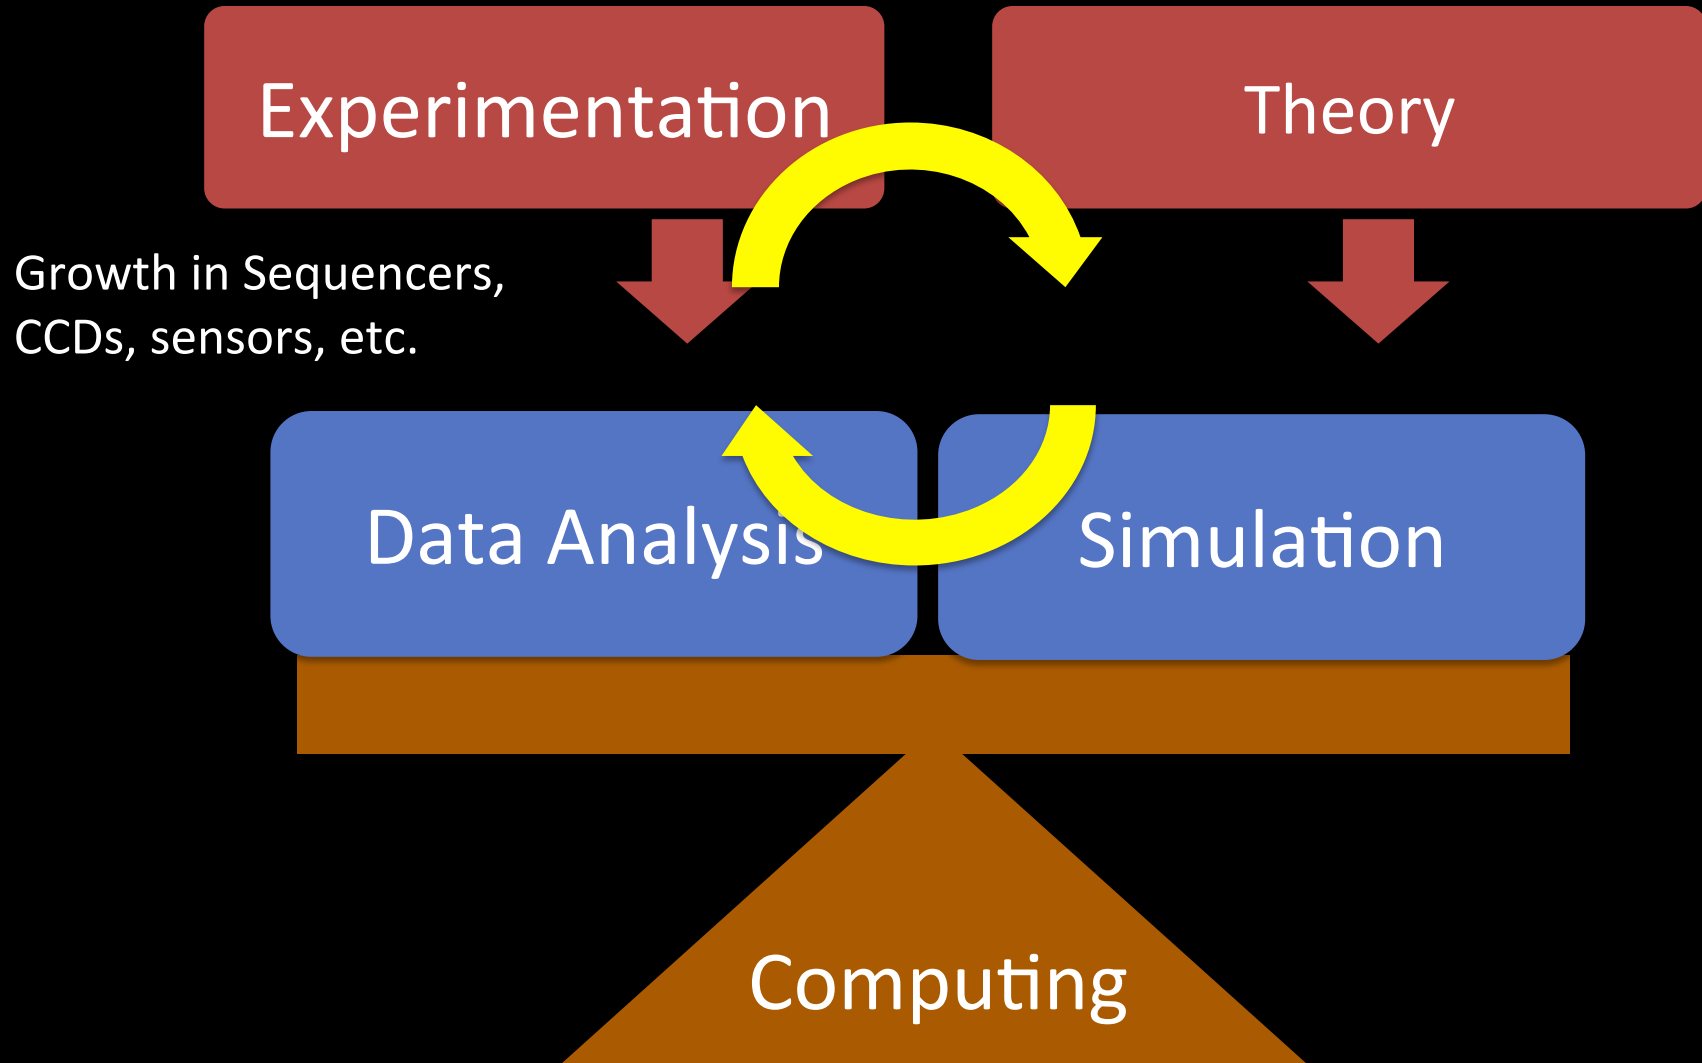 Experimentation
Theory
Growth in Sequencers,
CCDs, sensors, etc.
Data Analysis
Simulation
Computing